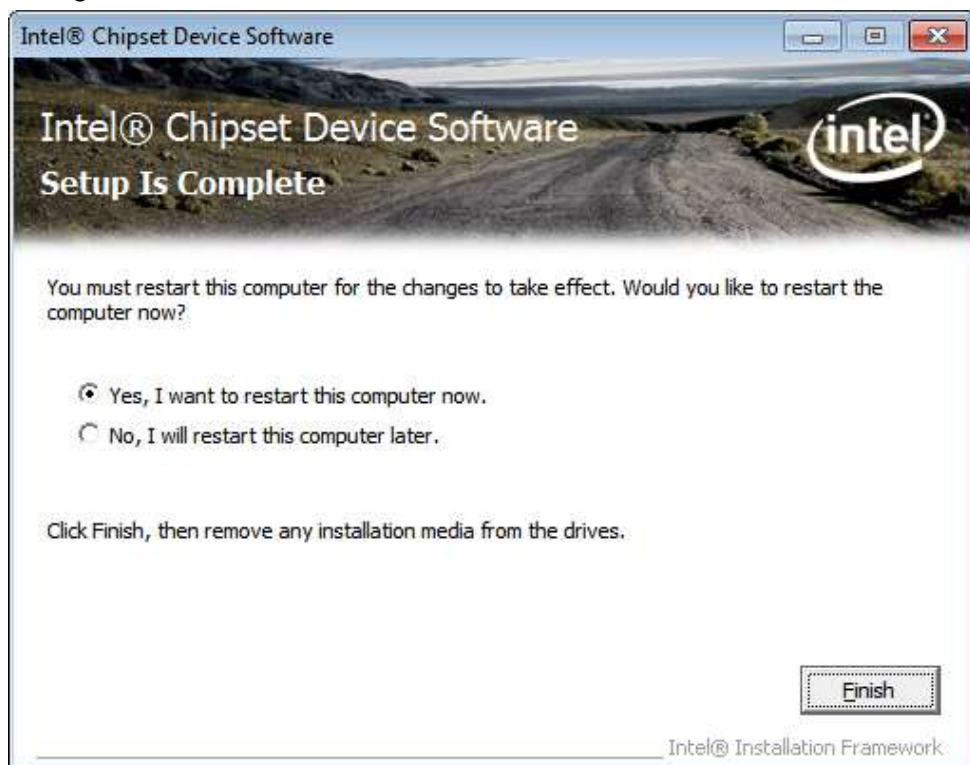 Intel® Chipset Device Software
Intel® Chipset Device Software
intel
Setup Is Complete
You must restart this computer for the changes to take effect. Would you like to restart the
computer now?
Yes, I want to restart this computer now.
No, I will restart this computer later.
Click Finish, then remove any installation media from the drives.
Finish
Intel® Installation Framework